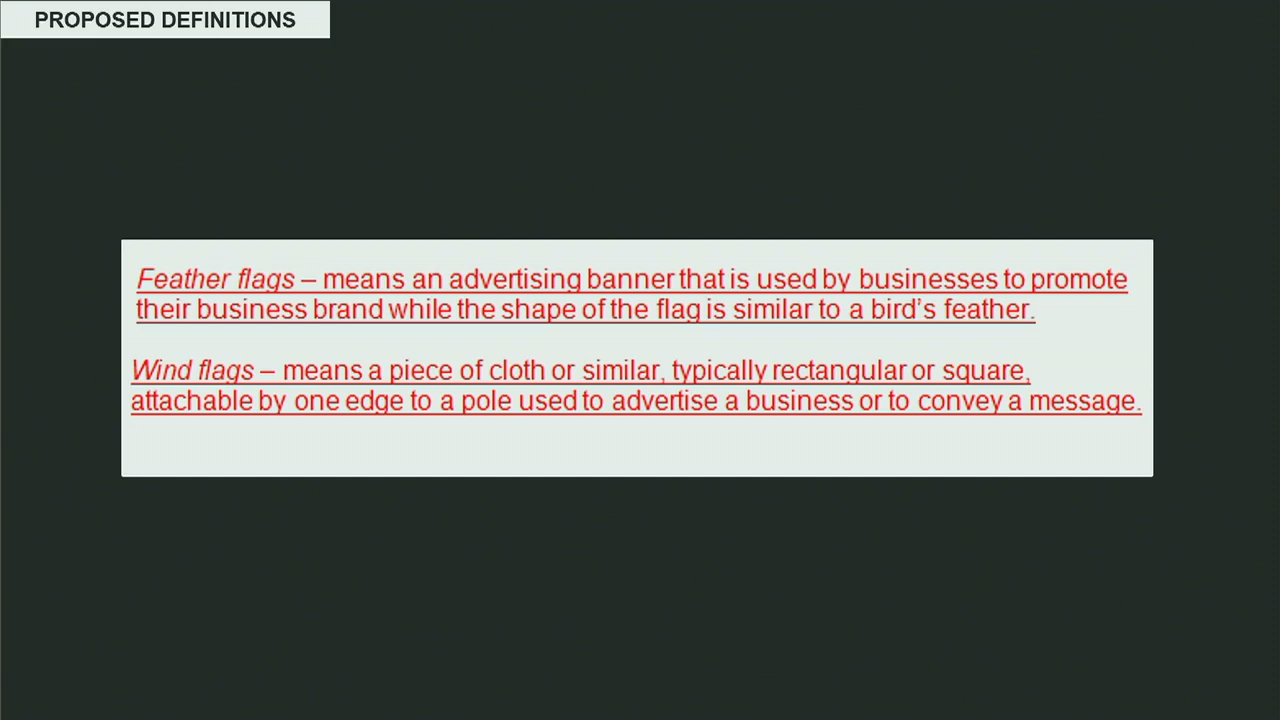 PROPOSED DEFINITIONS
Feather flags – means an advertising banner that is used by businesses to promote
their business brand while the shape of the flag is similar to a bird’s feather.
Wind flags – means a piece of cloth or similar, typically rectangular or square,
attachable by one edge to a pole used to advertise a business or to convey a message.